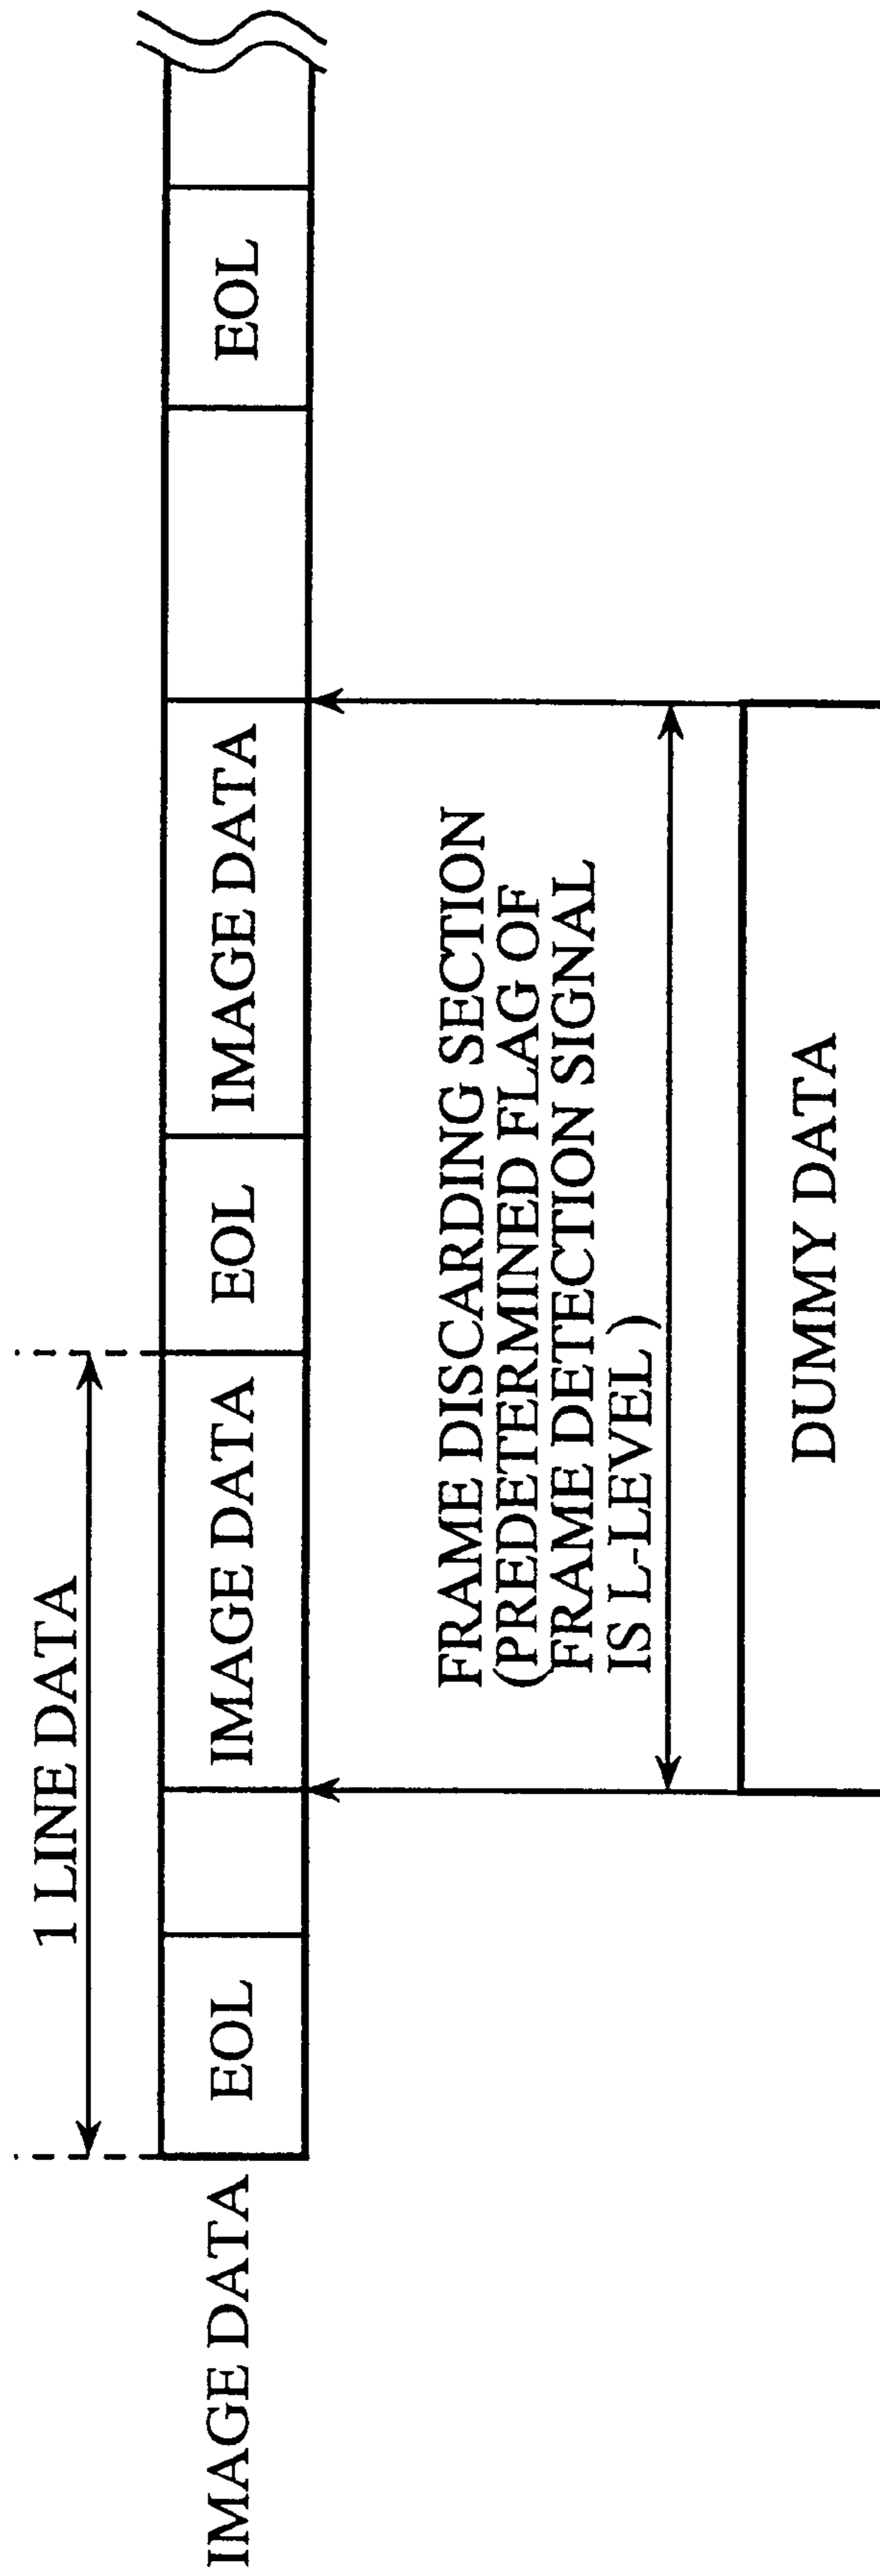 1 LINE DATA
IMAGE DATA
EOL
IMAGE DATA
EOL
IMAGE DATA
EOL
FRAME DISCARDING SECTION
(PREDETERMINED FLAG OF
FRAME DETECTION SIGNAL
IS L-LEVEL )
DUMMY DATA